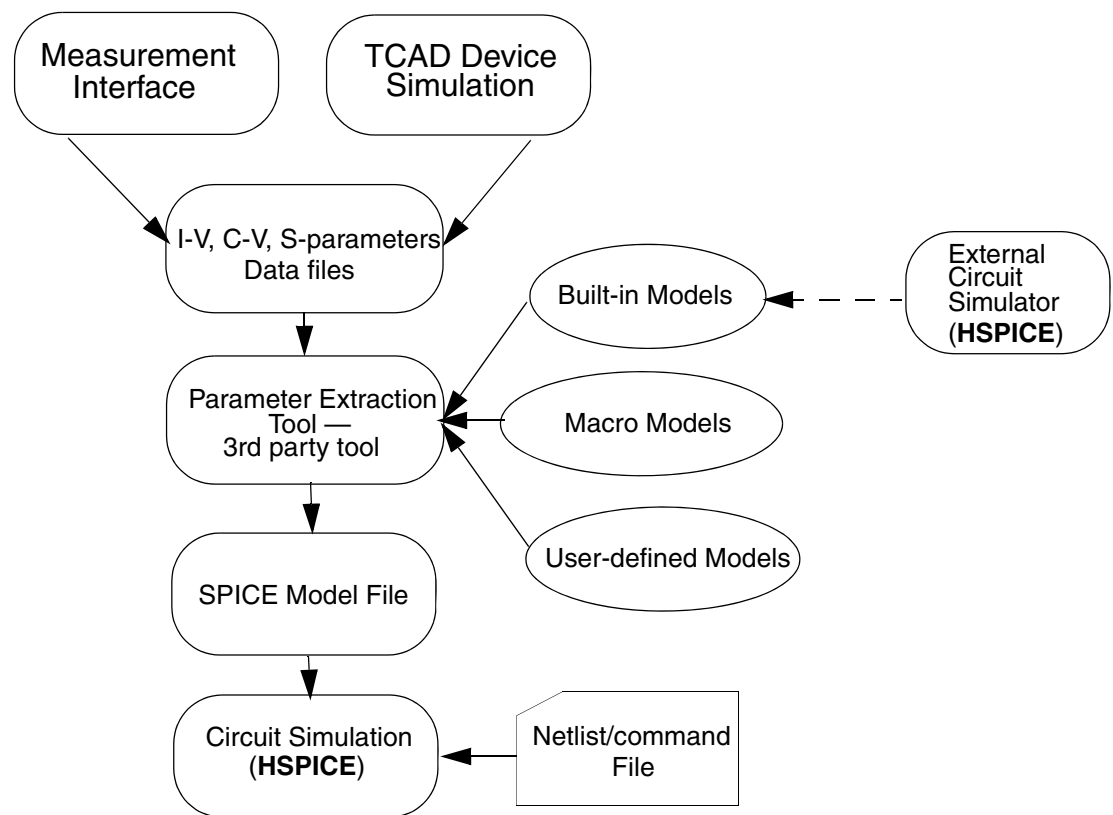 Measurement
Interface
TCAD Device
Simulation
I-V, C-V, S-parameters
Data files
Built-in Models
External
Circuit
Simulator
(HSPICE)
Parameter Extraction
Tool —
3rd party tool
Macro Models
User-defined Models
SPICE Model File
Circuit Simulation
(HSPICE)
Netlist/command
File